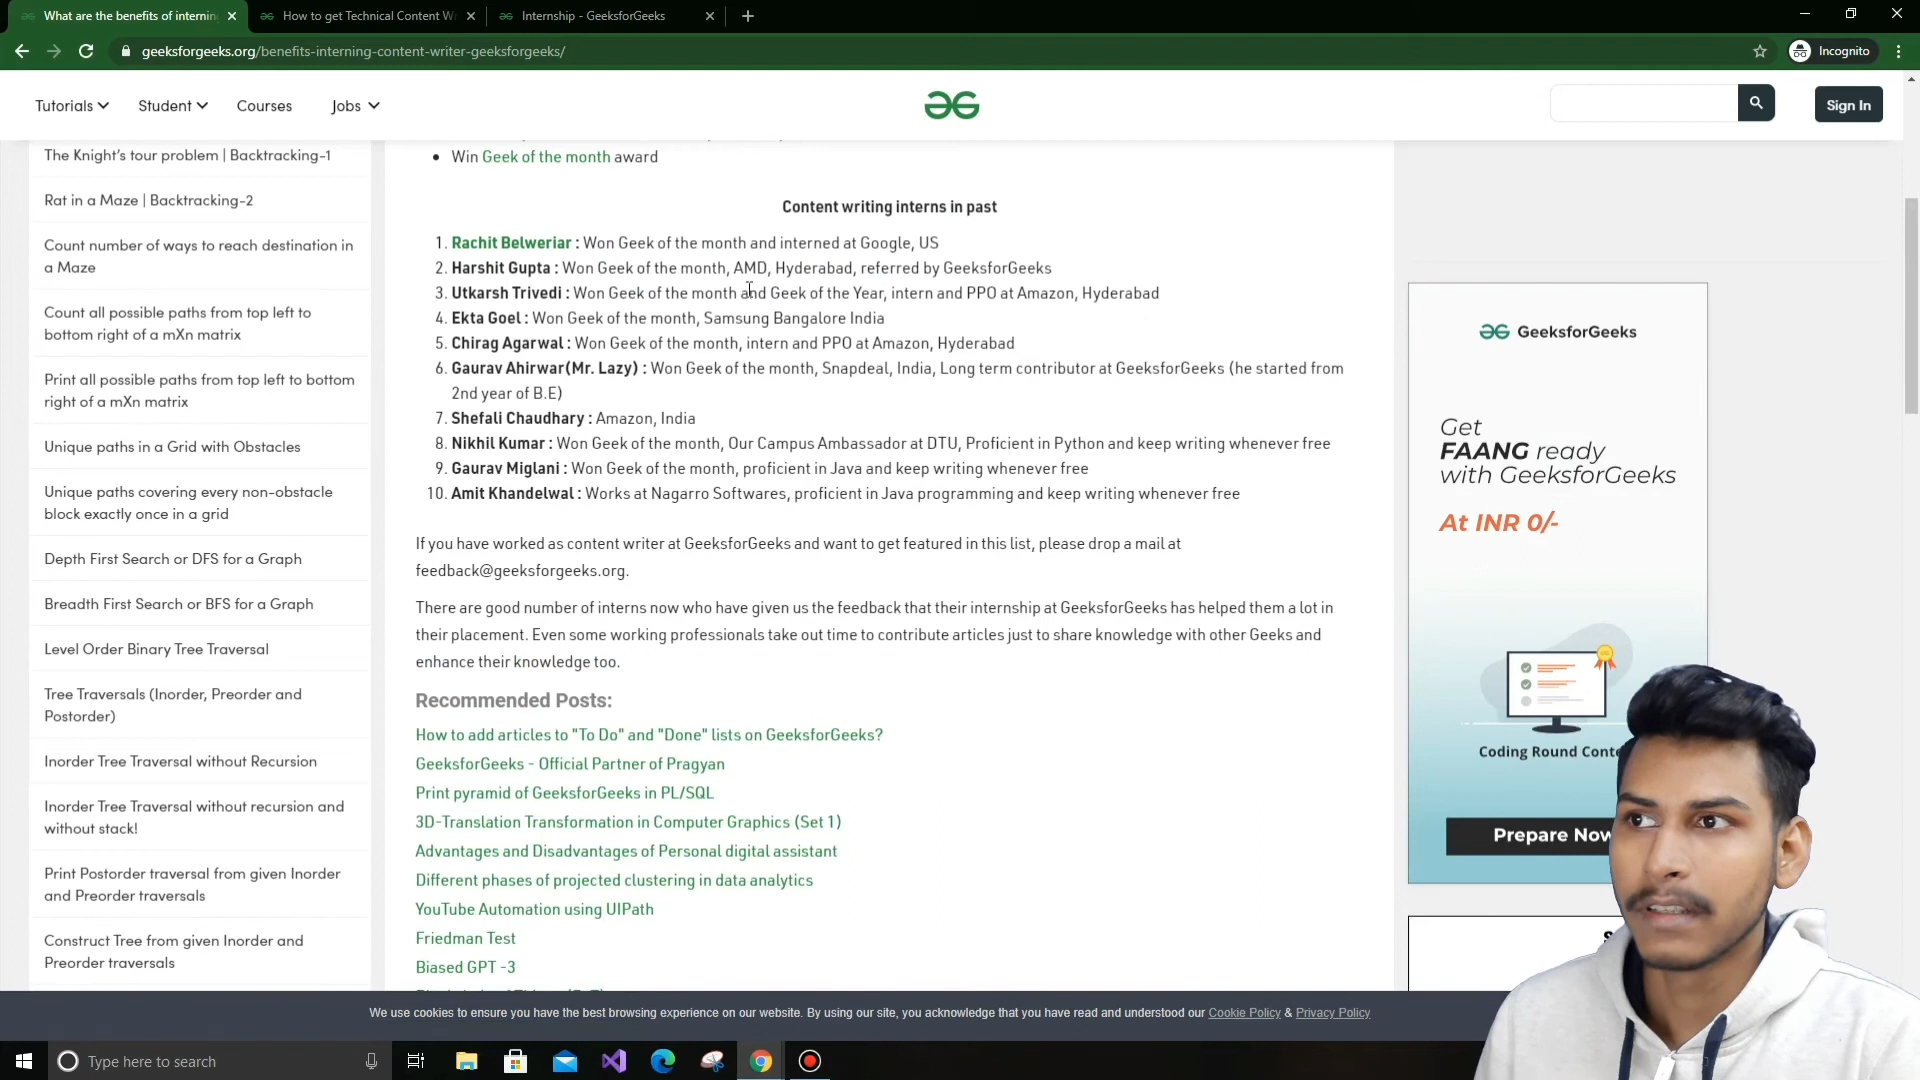 What are the benefits of internin
How to get Technical Content W
Internship - GeeksforGeeks
geeksforgeeks.org/benefits-interning-content-writer-geeksforgeeks/
Incognito
Tutorials
Student
Courses
Jobs
Sign In
The Knight's tour problem | Backtracking-1
Rat in a Maze | Backtracking-2
Count number of ways to reach destination in
a Maze
Count all possible paths from top left to
bottom right of a mXn matrix
Print all possible paths from top left to bottom
right of a mXn matrix
Unique paths in a Grid with Obstacles
Unique paths covering every non-obstacle
block exactly once in a grid
Depth First Search or DFS for a Graph
Breadth First Search or BFS for a Graph
Level Order Binary Tree Traversal
Tree Traversals (Inorder, Preorder and
Postorder)
Inorder Tree Traversal without Recursion
Inorder Tree Traversal without recursion and
without stack!
Print Postorder traversal from given Inorder
and Preorder traversals
Construct Tree from given Inorder and
Preorder traversals
• Win Geek of the month award
Content writing interns in past
1. Rachit Belweriar : Won Geek of the month and interned at Google, US
2. Harshit Gupta : Won Geek of the month, AMD, Hyderabad, referred by GeeksforGeeks
3. Utkarsh Trivedi : Won Geek of the month and Geek of the Year, intern and PPO at Amazon, Hyderabad
4. Ekta Goel : Won Geek of the month, Samsung Bangalore India
5. Chirag Agarwal : Won Geek of the month, intern and PPO at Amazon, Hyderabad
6. Gaurav Ahirwar(Mr. Lazy) : Won Geek of the month, Snapdeal, India, Long term contributor at GeeksforGeeks (he started from
2nd year of B.E)
7. Shefali Chaudhary : Amazon, India
8. Nikhil Kumar : Won Geek of the month, Our Campus Ambassador at DTU, Proficient in Python and keep writing whenever free
9. Gaurav Miglani : Won Geek of the month, proficient in Java and keep writing whenever free
10. Amit Khandelwal : Works at Nagarro Softwares, proficient in Java programming and keep writing whenever free
If you have worked as content writer at GeeksforGeeks and want to get featured in this list, please drop a mail at
feedback@geeksforgeeks.org.
There are good number of interns now who have given us the feedback that their internship at GeeksforGeeks has helped them a lot in
their placement. Even some working professionals take out time to contribute articles just to share knowledge with other Geeks and
enhance their knowledge too.
Recommended Posts:
How to add articles to "To Do" and "Done" lists on GeeksforGeeks?
GeeksforGeeks - Official Partner of Pragyan
Print pyramid of GeeksforGeeks in PL/SQL
3D-Translation Transformation in Computer Graphics (Set 1)
Advantages and Disadvantages of Personal digital assistant
Different phases of projected clustering in data analytics
YouTube Automation using UIPath
Friedman Test
Biased GPT -3
GeeksforGeeks
Get
FAANG ready
with GeeksforGeeks
At INR 0/-
Coding Round Conte
Prepare Now
We use cookies to ensure you have the best browsing experience on our website. By using our site, you acknowledge that you have read and understood our Cookie Policy & Privacy Policy
Type here to search